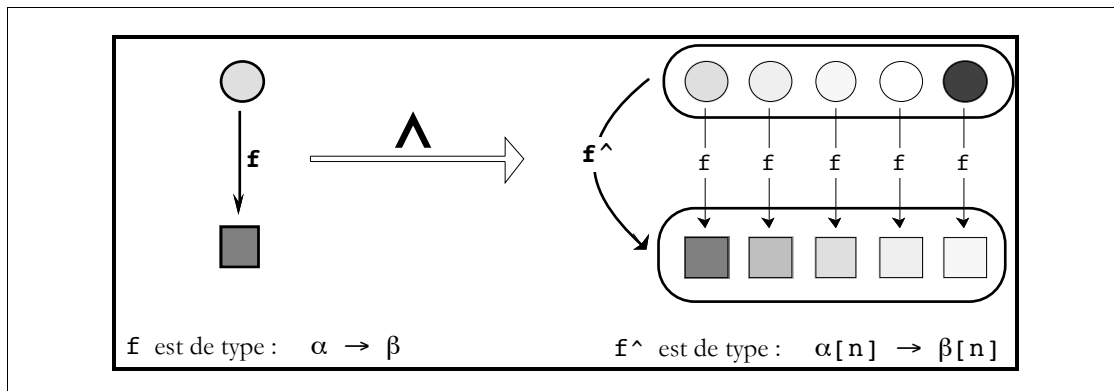 f
^
f^
f f f f f
f est de type : α → β
f^ est de type : α[n] → β[n]